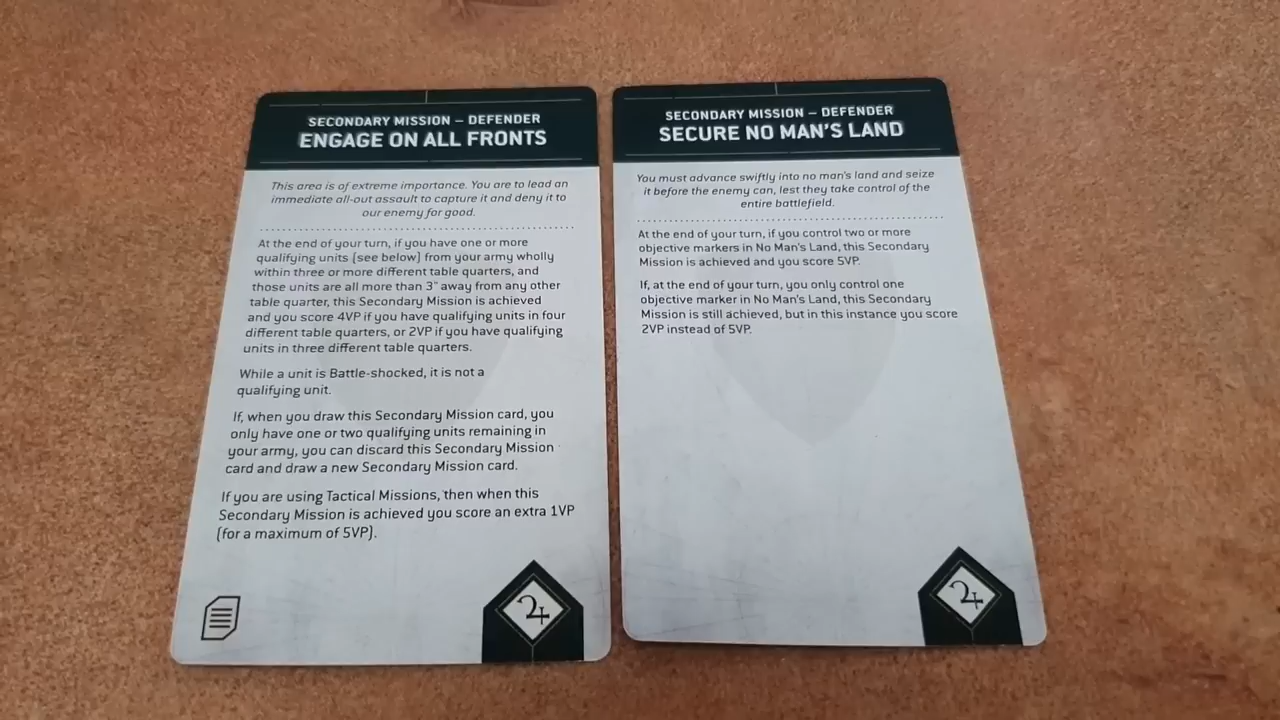 SECONDARY MISSION – DEFENDER
ENGAGE ON ALL FRONTS
This area is of extreme importance. You are to lead an
immediate all-out assault to capture it and deny it to
our enemy for good.
At the end of your turn, if you have one or more
qualifying units (see below) from your army wholly
within three or more different table quarters, and
those units are all more than 3" away from any other
table quarter, this Secondary Mission is achieved
and you score 4VP if you have qualifying units in four
different table quarters, or 2VP if you have qualifying
units in three different table quarters.
While a unit is Battle-shocked, it is not a
qualifying unit.
If, when you draw this Secondary Mission card, you
only have one or two qualifying units remaining in
your army, you can discard this Secondary Mission
card and draw a new Secondary Mission card.
If you are using Tactical Missions, then when this
Secondary Mission is achieved you score an extra 1VP
(for a maximum of 5VP).
SECONDARY MISSION – DEFENDER
SECURE NO MAN'S LAND
You must advance swiftly into no man's land and seize
it before the enemy can, lest they take control of the
entire battlefield.
At the end of your turn, if you control two or more
objective markers in No Man's Land, this Secondary
Mission is achieved and you score 5VP.
If, at the end of your turn, you only control one
objective marker in No Man's Land, this Secondary
Mission is still achieved, but in this instance you score
2VP instead of 5VP.